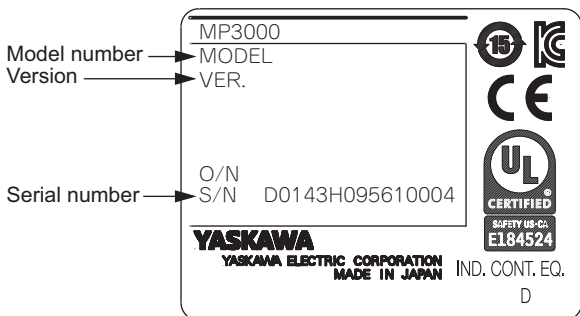 MP3000
Model number
MODEL
Version
VER.
O/N
Serial number
S/N D0143H095610004
YASKAWA
YASKAWA ELECTRIC CORPORATION
MADE IN JAPAN
15
CE
UL
®
CERTIFIED
SAFETY US-CA
E184524
IND. CONT. EQ.
D